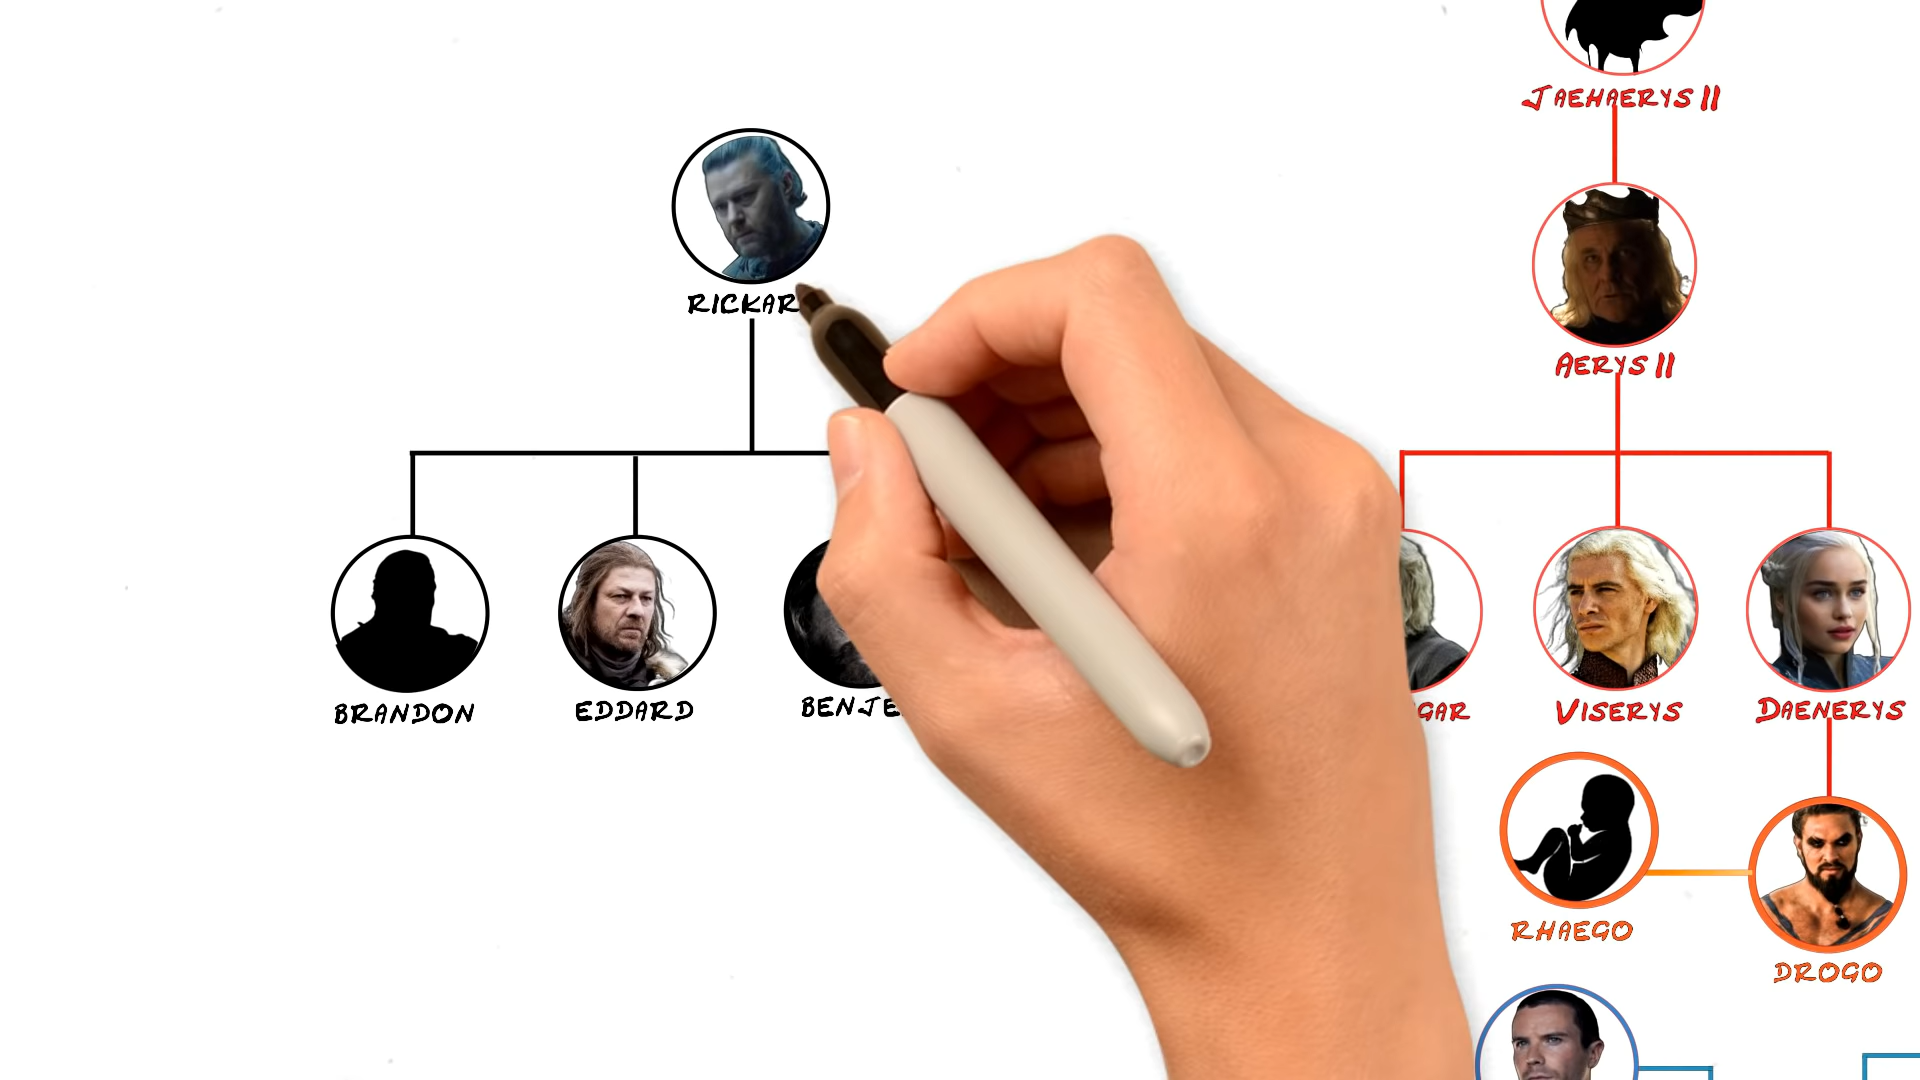 JAEHAERYS II
RICKAR
AERYS II
BRANDON
EDDARD
BENJE
GAR
VISERYS
DAENERYS
RHAEGO
DROGO